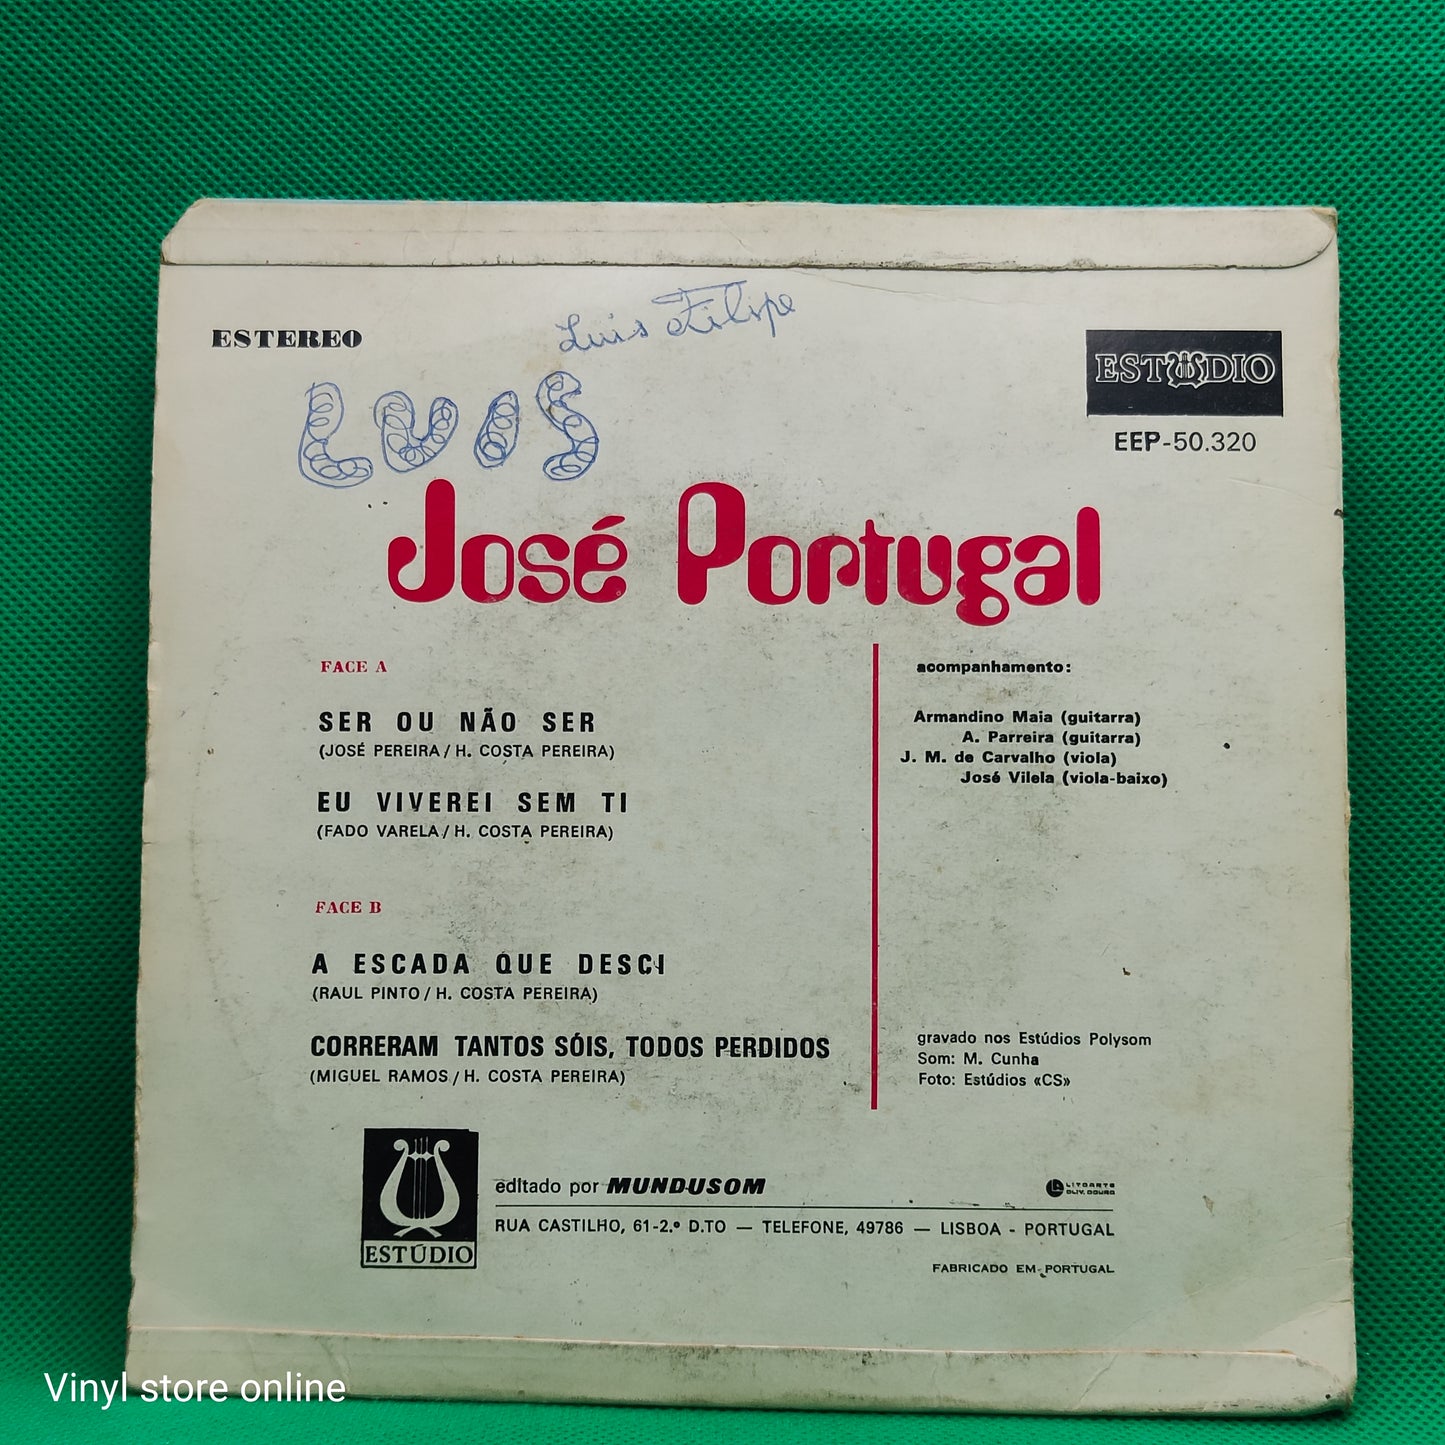 Luis Filipe
ESTEREO
LUIS
ESTÚDIO
EEP-50.320
José Portugal
FACE A
SER OU NÃO SER
(JOSÉ PEREIRA / H. COSTA PEREIRA)
EU VIVEREI SEM TI
(FADO VARELA / H. COSTA PEREIRA)
FACE B
A ESCADA QUE DESCI
(RAUL PINTO / H. COSTA PEREIRA)
CORRERAM TANTOS SÓIS, TODOS PERDIDOS
(MIGUEL RAMOS / H. COSTA PEREIRA)
acompanhamento:
Armandino Maia (guitarra)
A. Parreira (guitarra)
J. M. de Carvalho (viola)
José Vilela (viola-baixo)
gravado nos Estúdios Polysom
Som: M. Cunha
Foto: Estúdios «CS»
ESTÚDIO
editado por MUNDUSOM
LITOARTE
OLIV. DOURO
RUA CASTILHO, 61-2.º D.TO — TELEFONE, 49786 — LISBOA - PORTUGAL
FABRICADO EM PORTUGAL
Vinyl store online